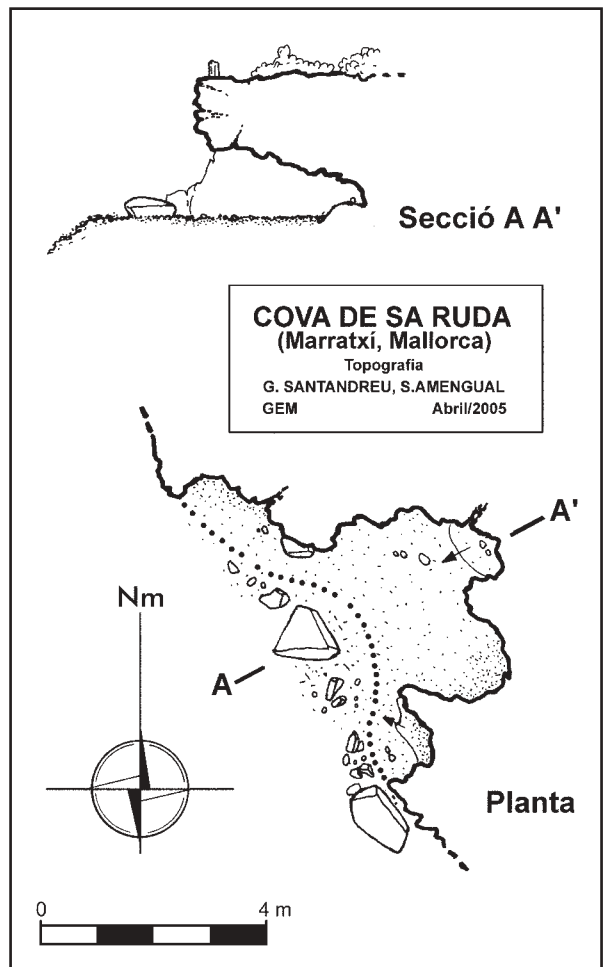 Secció A A'
COVA DE SA RUDA
(Marratxí, Mallorca)
Topografia
G. SANTANDREU, S.AMENGUAL
GEM Abril/2005
A'
Nm
A
Planta
0 4 m